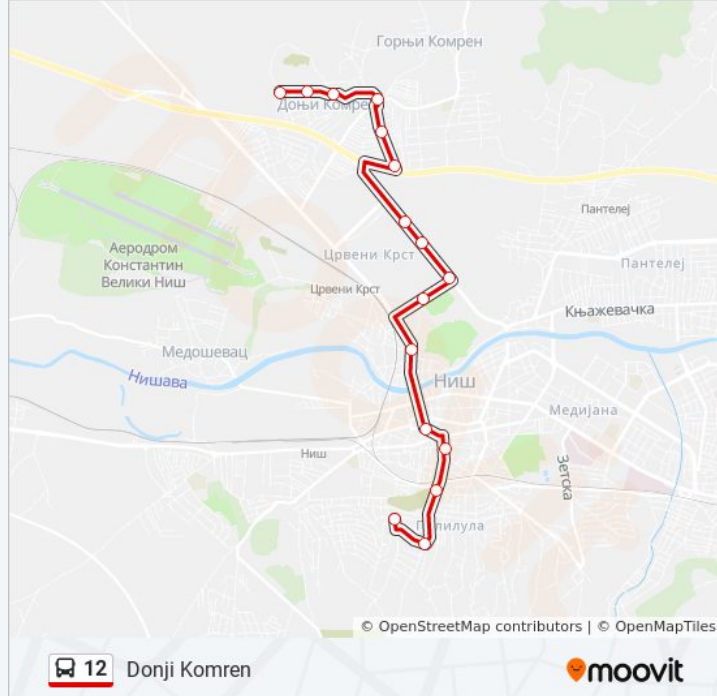 Горњи Комрен
Доњи Комрен
Пантелеј
Аеродром
Константин
Велики Ниш
Црвени Крст
Пантелеј
Црвени Крст
Књажевачка
Медошевац
Нишава
Ниш
Медијана
Ниш
Зетска
Палилула
© OpenStreetMap contributors | © OpenMapTiles
12 Donji Komren
moovit